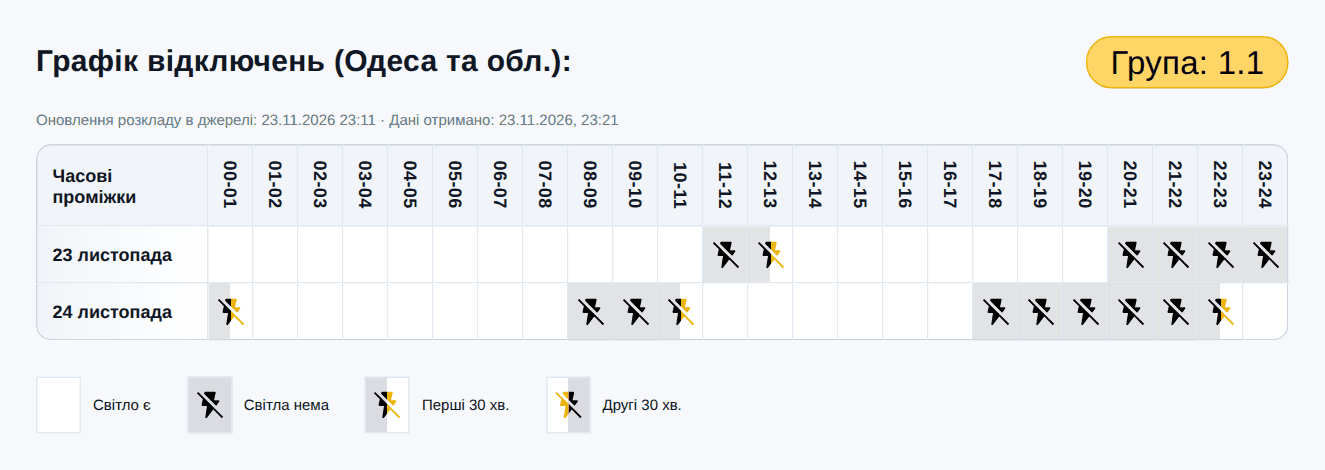 Графік відключень (Одеса та обл.):
Група: 1.1
Оновлення розкладу в джерелі: 23.11.2026 23:11 · Дані отримано: 23.11.2026, 23:21
Часові
проміжки
00-01
01-02
02-03
03-04
04-05
05-06
06-07
07-08
08-09
09-10
10-11
11-12
12-13
13-14
14-15
15-16
16-17
17-18
18-19
19-20
20-21
21-22
22-23
23-24
23 листопада
24 листопада
Світло є
Світла нема
Перші 30 хв.
Другі 30 хв.